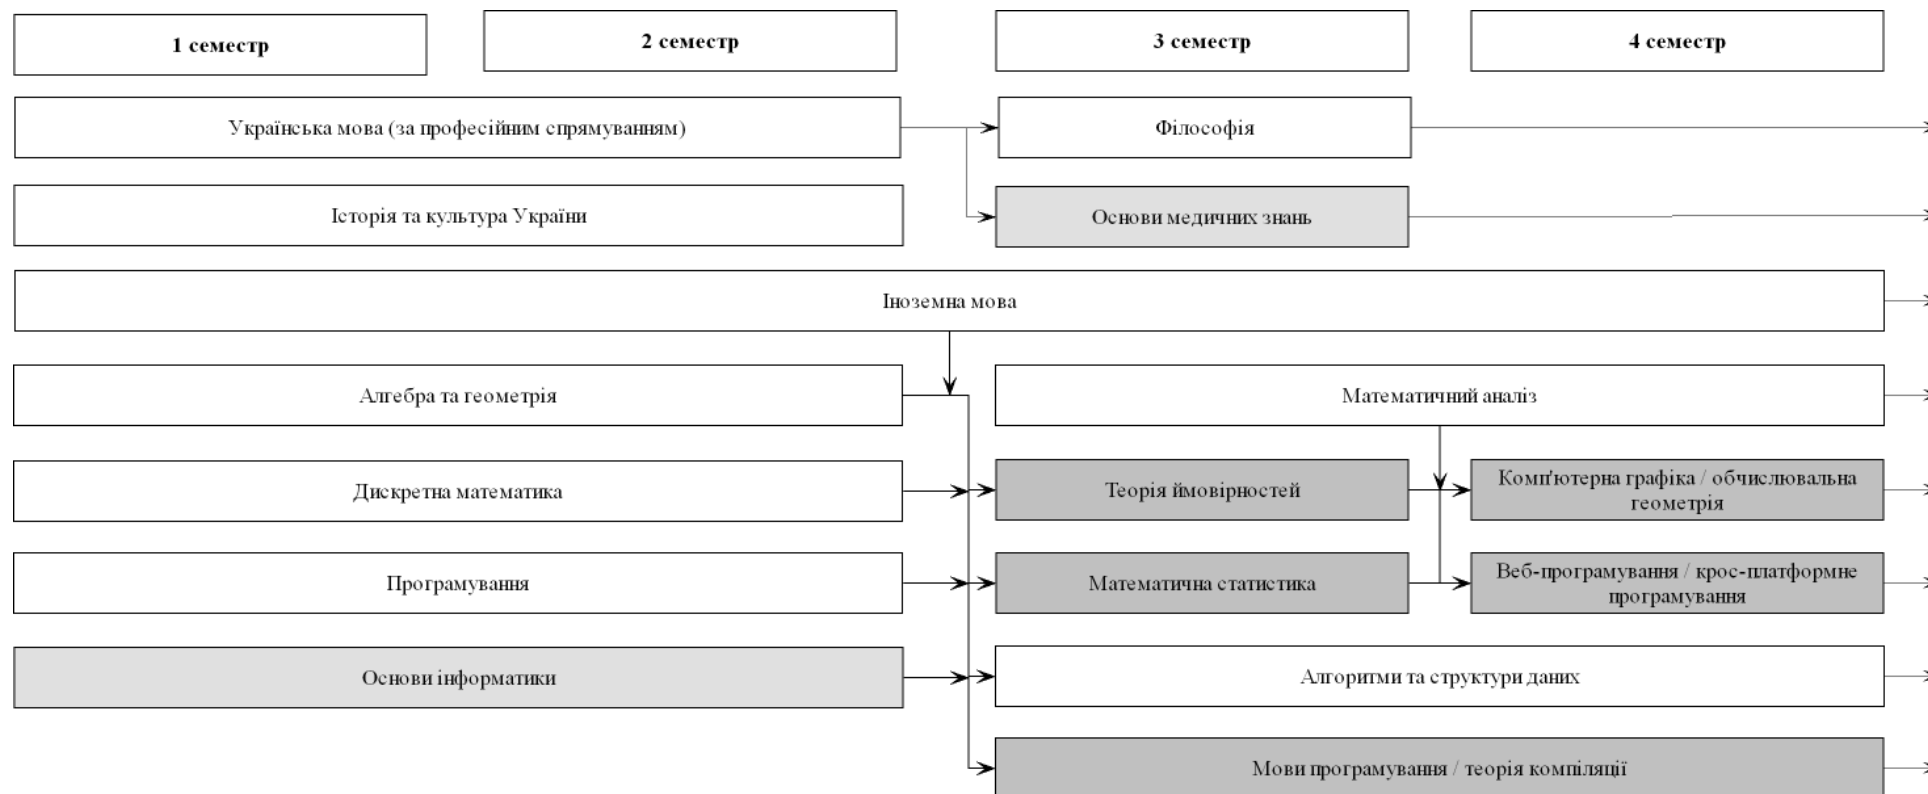 1 семестр
2 семестр
3 семестр
4 семестр
Українська мова (за професійним спрямуванням)
Філософія
Історія та культура України
Основи медичних знань
Іноземна мова
Алгебра та геометрія
Математичний аналіз
Дискретна математика
Теорія ймовірностей
Комп'ютерна графіка / обчислювальна
геометрія
Програмування
Математична статистика
Веб-програмування / крос-платформне
програмування
Основи інформатики
Алгоритми та структури даних
Мови програмування / теорія компіляції